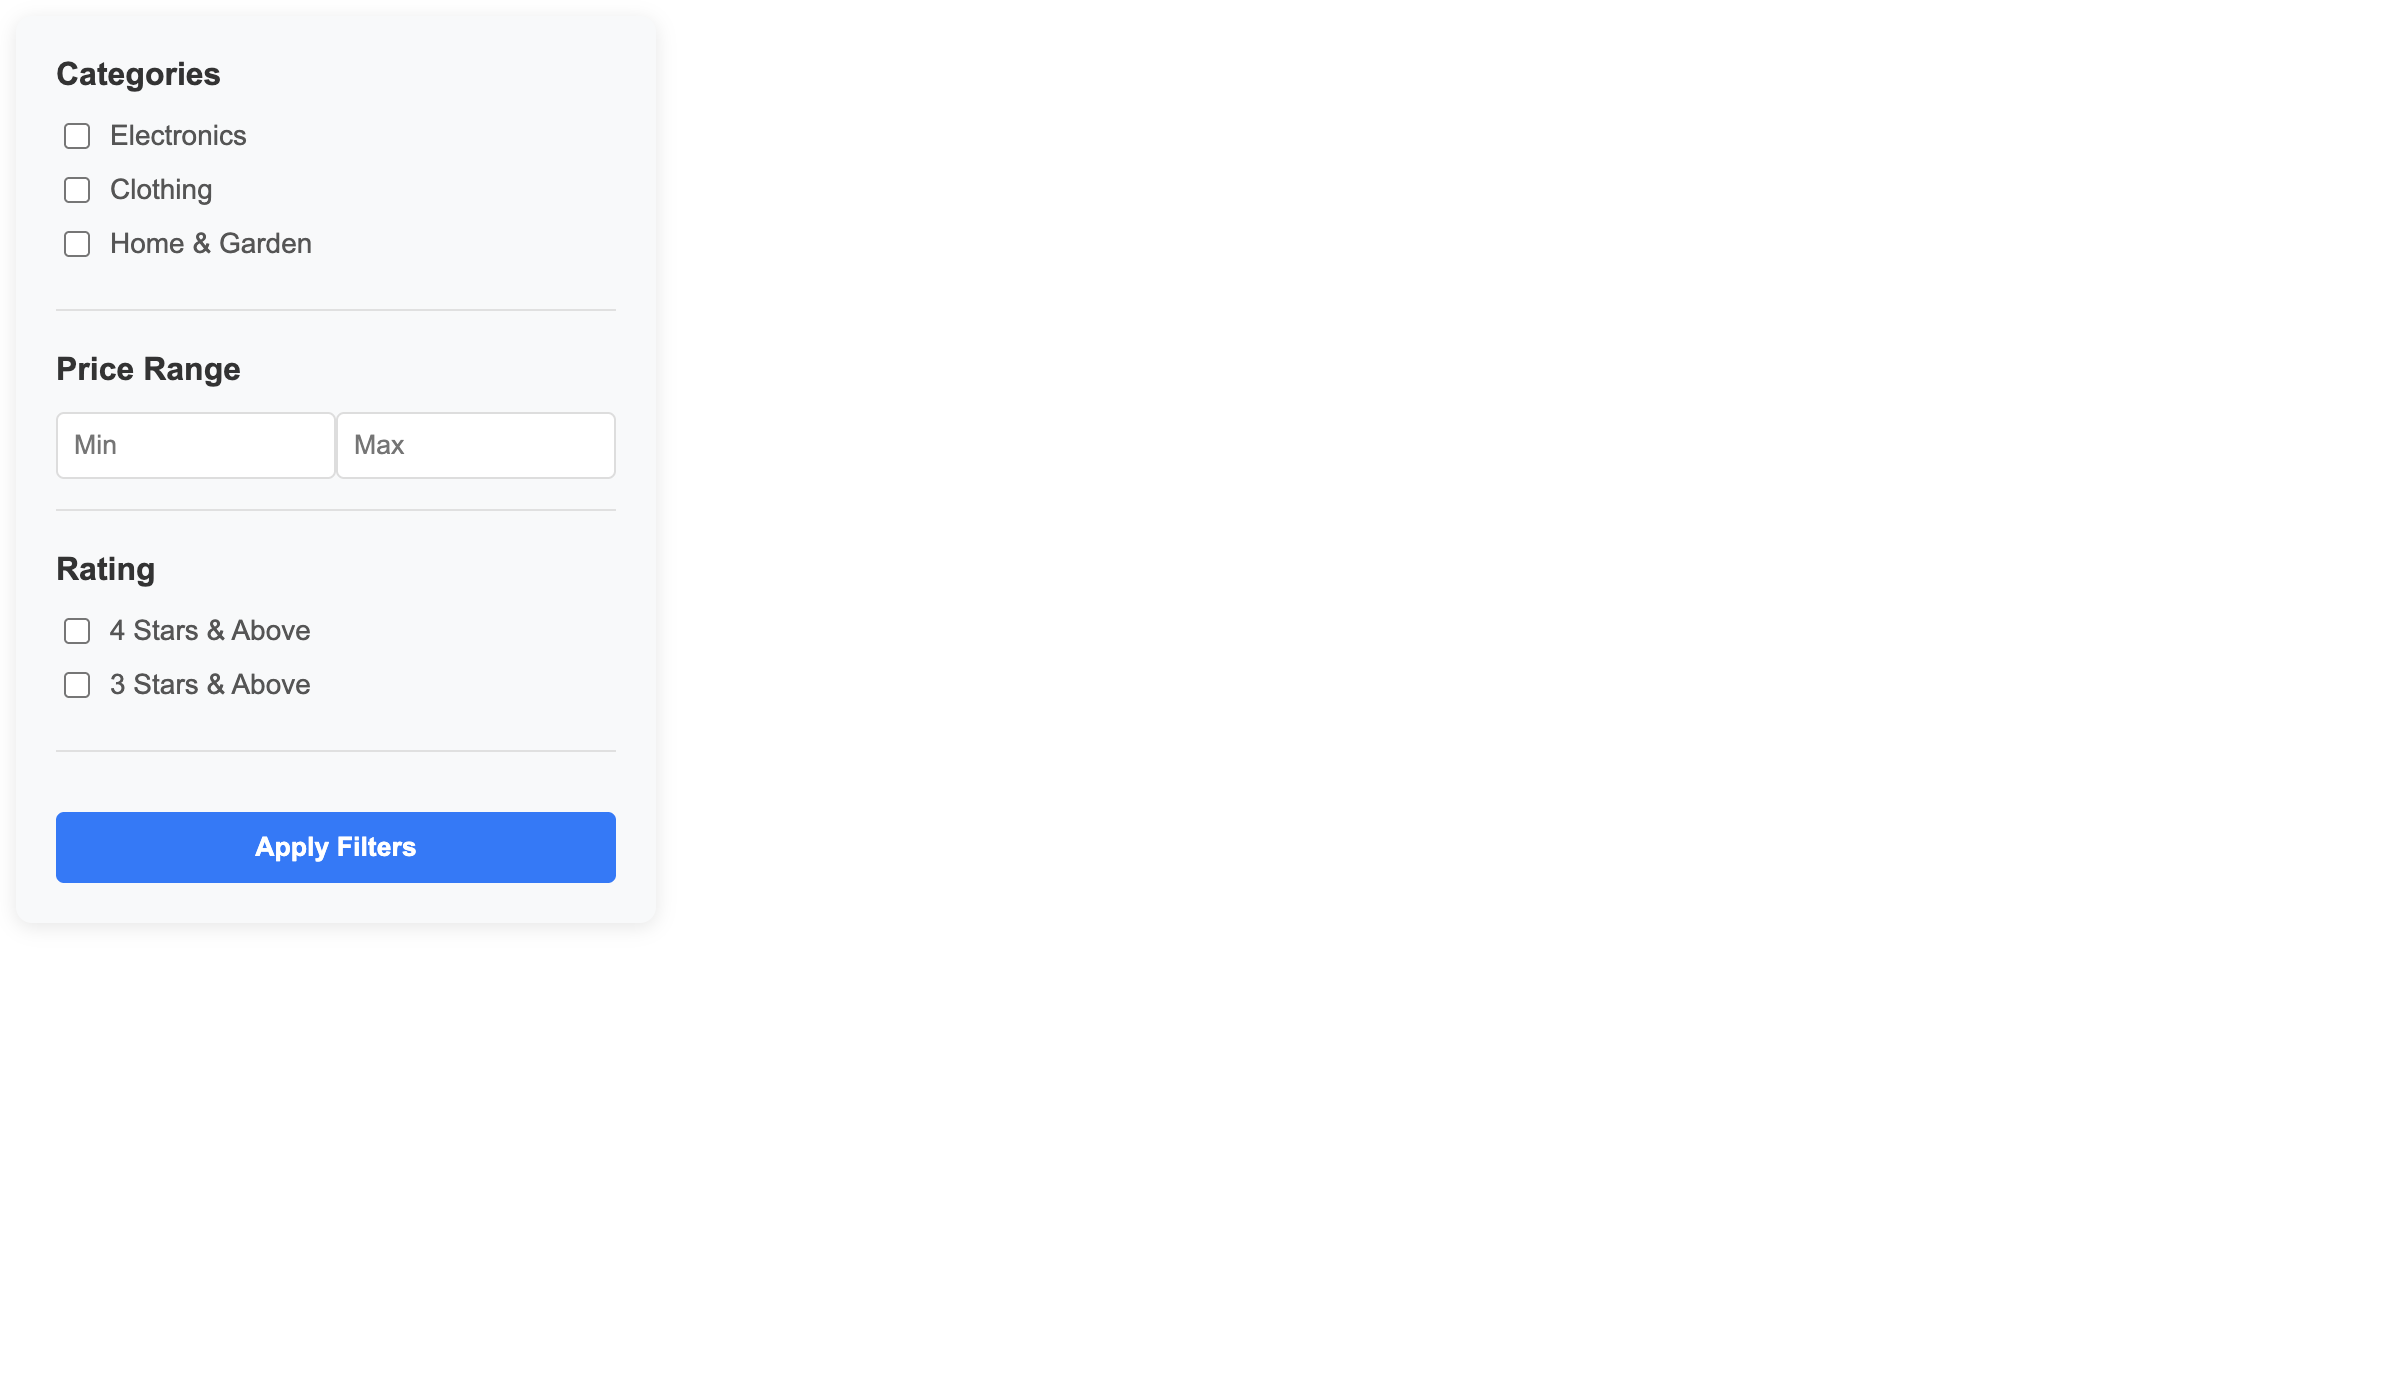 Categories
Electronics
Clothing
Home & Garden
Price Range
Min Max
Rating
4 Stars & Above
3 Stars & Above
Apply Filters